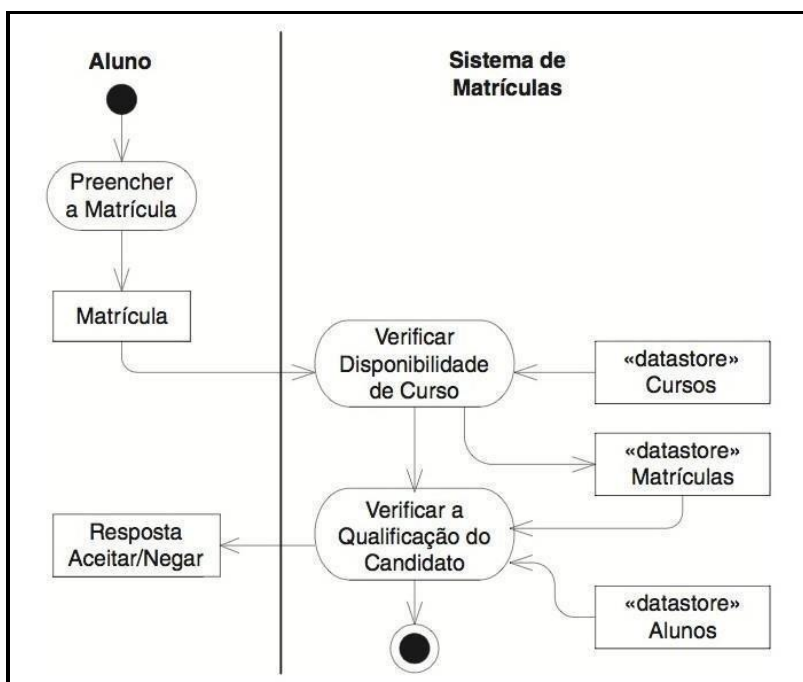 Aluno
Sistema de
Matrículas
Preencher
a Matrícula
Matrícula
Verificar
Disponibilidade
de Curso
«datastore»
Cursos
«datastore»
Matrículas
Verificar a
Qualificação do
Candidato
Resposta
Aceitar/Negar
«datastore»
Alunos